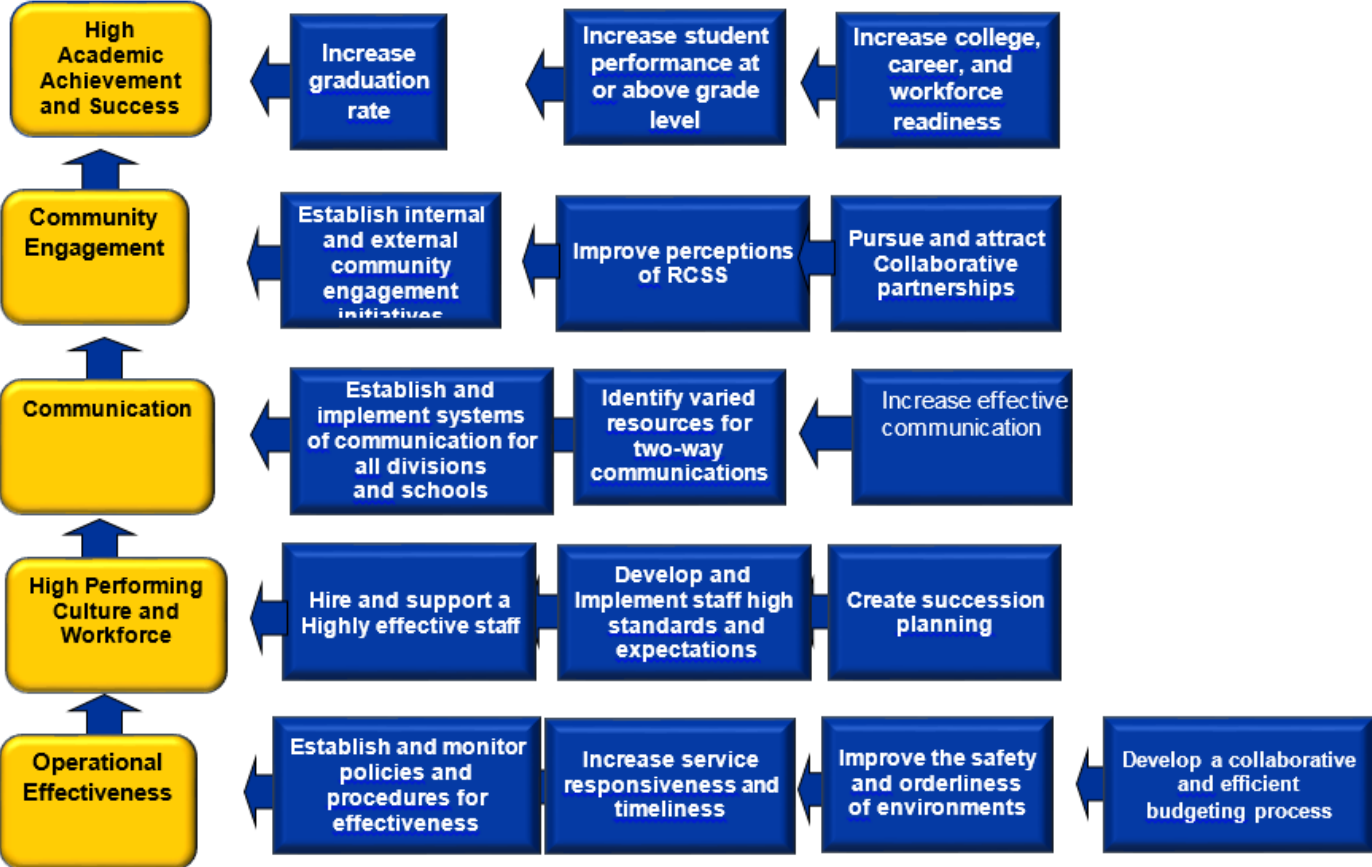 High
Academic
Achievement
and Success
Increase
graduation
rate
Increase student
performance at
or above grade
level
Increase college,
career, and
workforce
readiness
Community
Engagement
Establish internal
and external
community
engagement
initiatives
Improve perceptions
of RCSS
Pursue and attract
Collaborative
partnerships
Communication
Establish and
implement systems
of communication for
all divisions
and schools
Identify varied
resources for
two-way
communications
Increase effective
communication
High Performing
Culture and
Workforce
Hire and support a
Highly effective staff
Develop and
Implement staff high
standards and
expectations
Create succession
planning
Operational
Effectiveness
Establish and monitor
policies and
procedures for
effectiveness
Increase service
responsiveness and
timeliness
Improve the safety
and orderliness
of environments
Develop a collaborative
and efficient
budgeting process